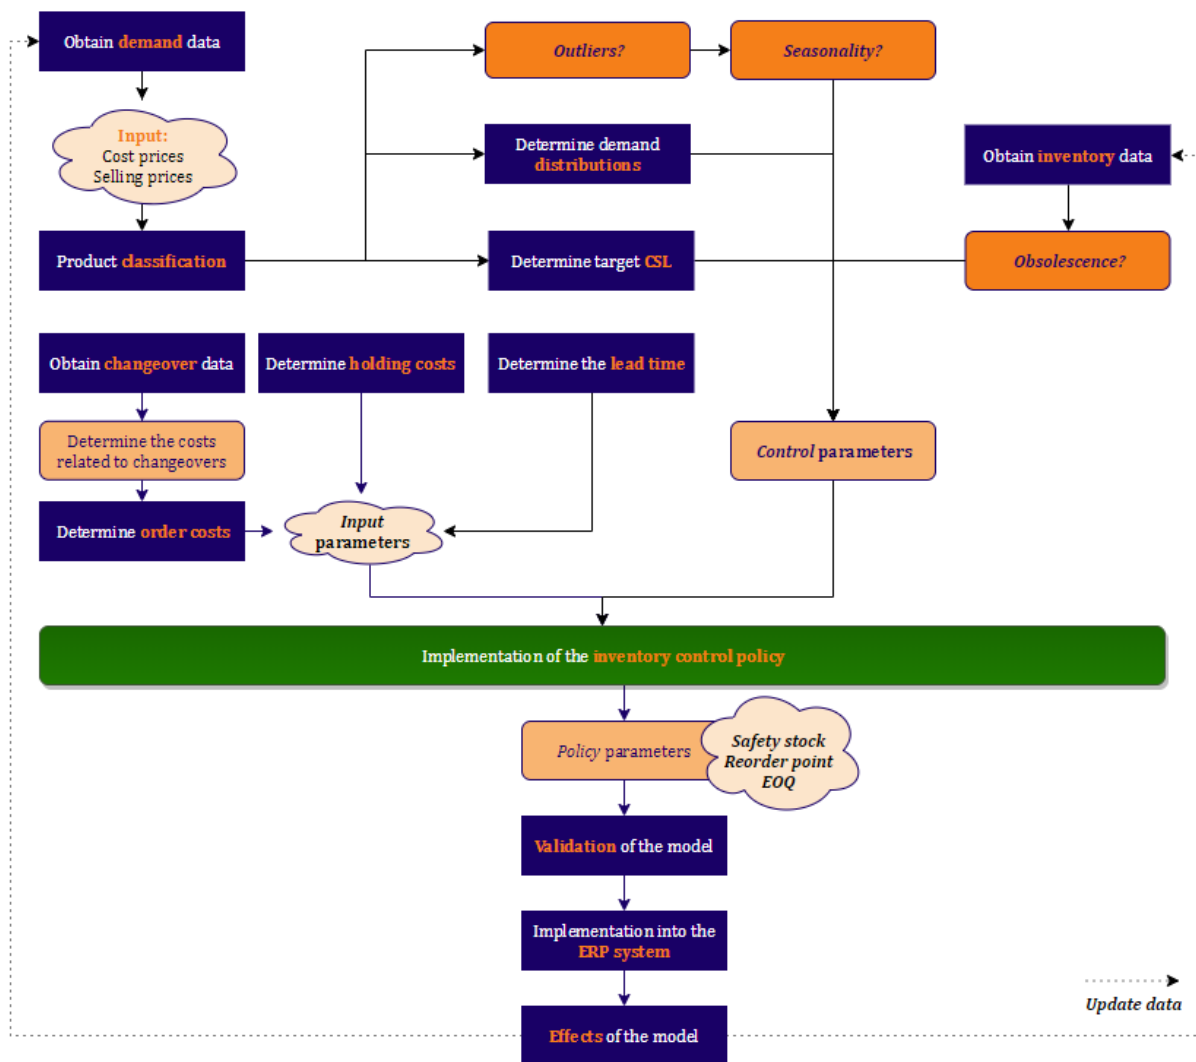 Obtain demand data
Outliers?
Seasonality?
Input:
Cost prices
Selling prices
Determine demand
distributions
Obtain inventory data
Product classification
Determine target CSL
Obsolescence?
Obtain changeover data
Determine holding costs
Determine the lead time
Determine the costs
related to changeovers
Control parameters
Determine order costs
Input
parameters
Implementation of the inventory control policy
Policy parameters
Safety stock
Reorder point
EOQ
Validation of the model
Implementation into the
ERP system
Effects of the model
Update data